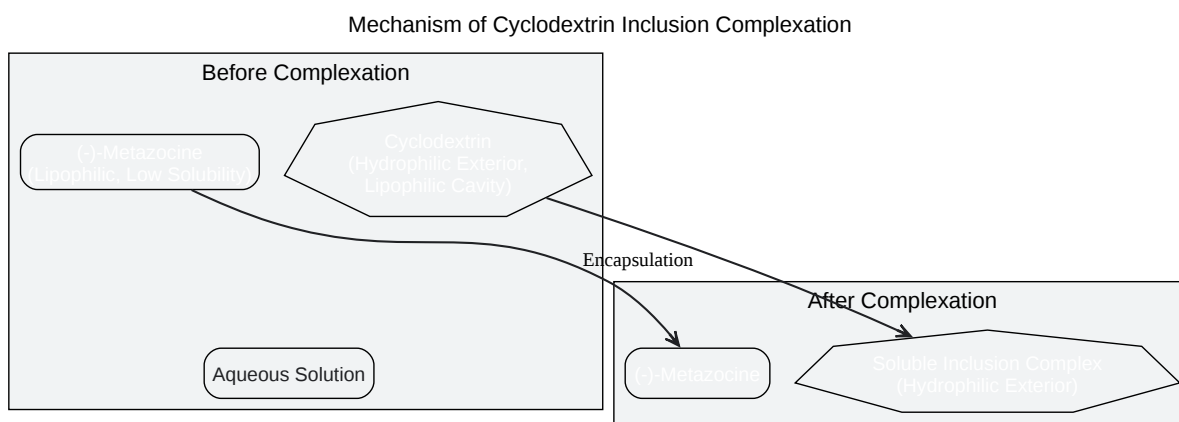 Mechanism of Cyclodextrin Inclusion Complexation
Before Complexation
(-)-Metazocine
(Lipophilic, Low Solubility)
Cyclodextrin
(Hydrophilic Exterior,
Lipophilic Cavity)
Encapsulation
Aqueous Solution
After Complexation
(-)-Metazocine
Soluble Inclusion Complex
(Hydrophilic Exterior)